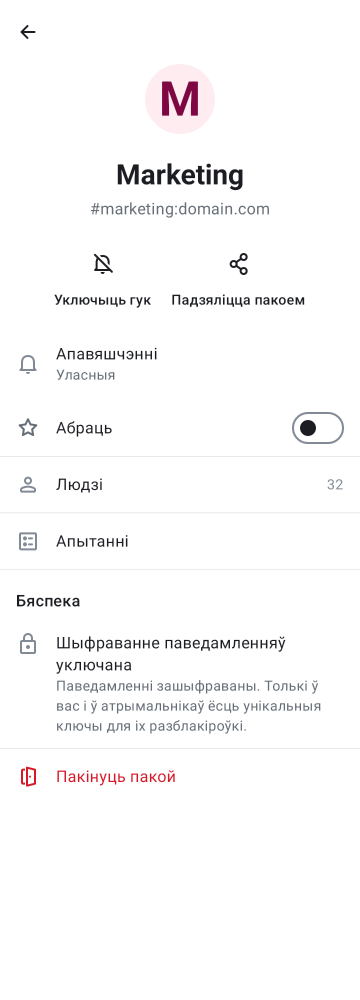 M
Marketing
#marketing:domain.com
Уключыць гук
Падзяліцца пакоем
Апавяшчэнні
Уласныя
Абраць
Людзі 32
Апытанні
Бяспека
Шыфраванне паведамленняў
уключана
Паведамленні зашыфраваны. Толькі ў
вас і ў атрымальнікаў ёсць унікальныя
ключы для іх разблакіроўкі.
Пакінуць пакой